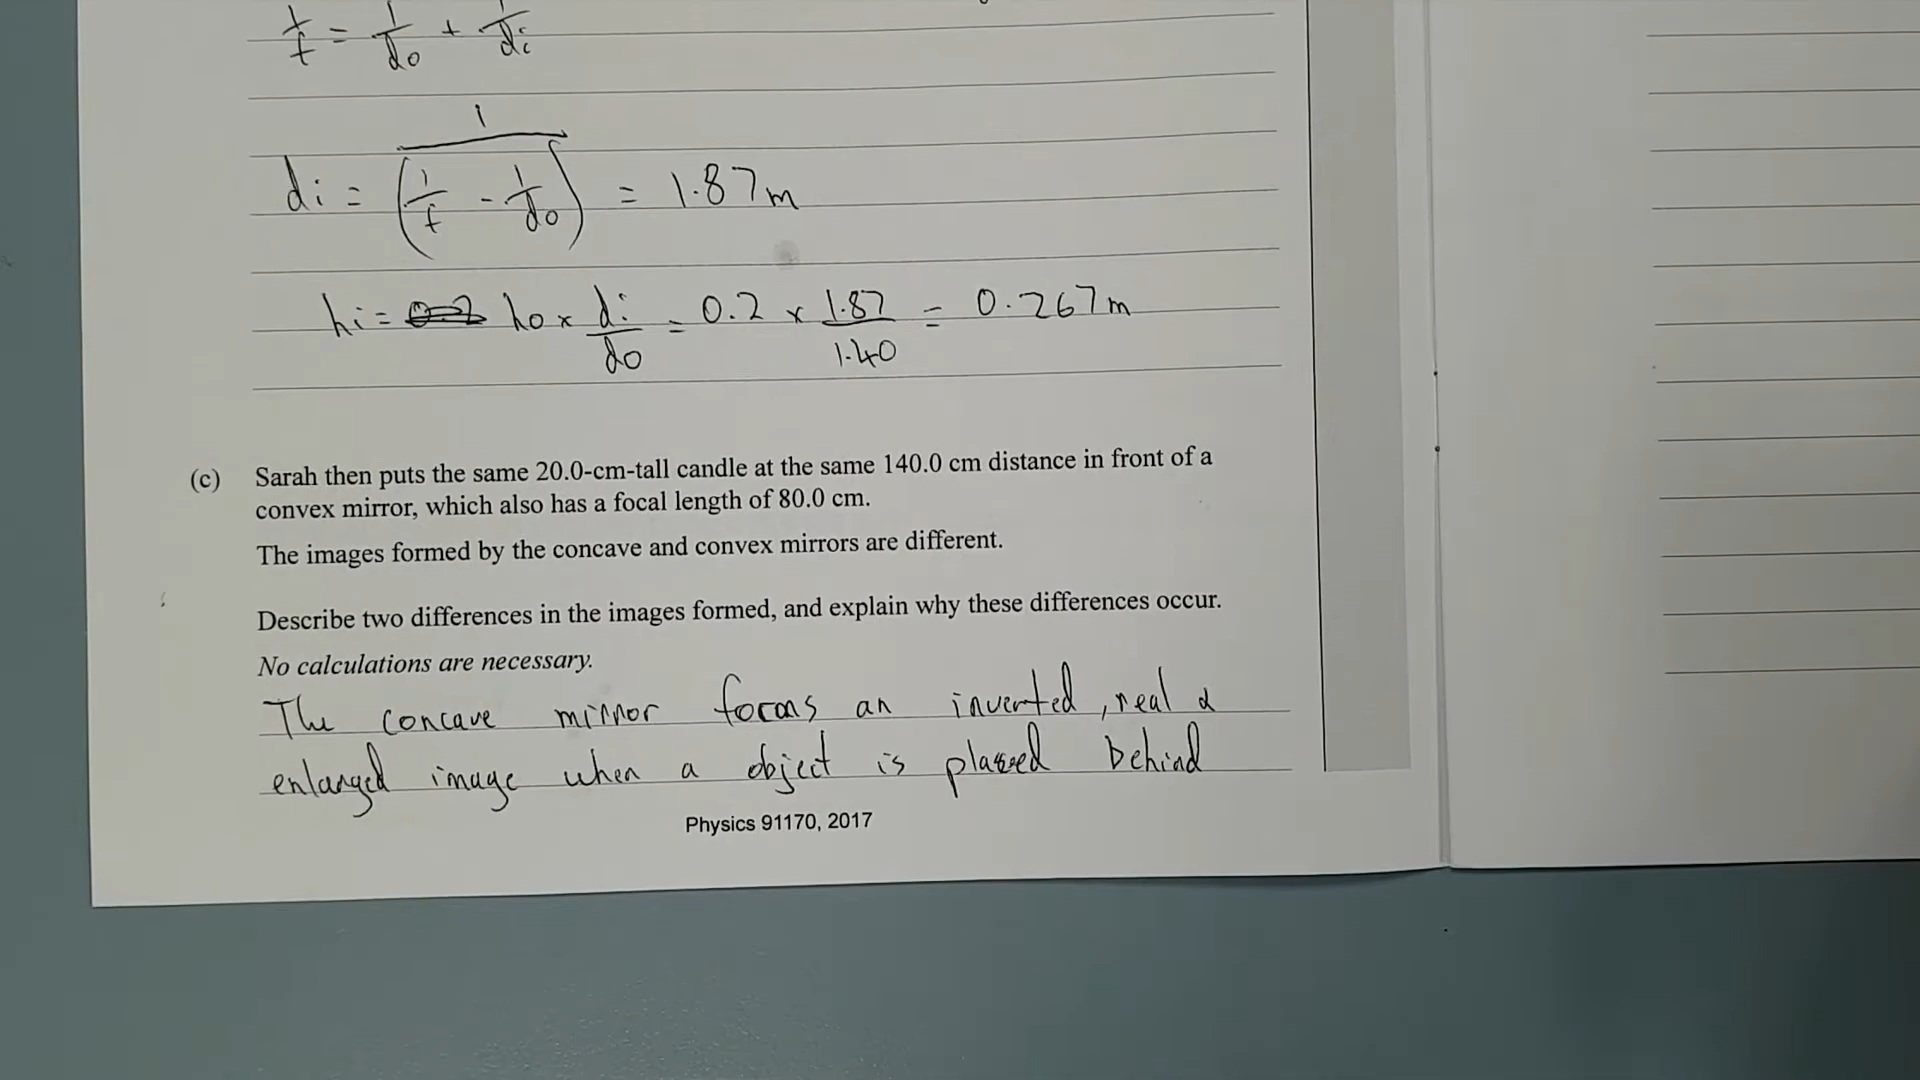 1/f = 1/do + 1/di
di = 1/(1/f - 1/do) = 1.87m
hi = ho x di/do = 0.2 x 1.87/1.40 = 0.267m
(c) Sarah then puts the same 20.0-cm-tall candle at the same 140.0 cm distance in front of a
convex mirror, which also has a focal length of 80.0 cm.
The images formed by the concave and convex mirrors are different.
Describe two differences in the images formed, and explain why these differences occur.
No calculations are necessary.
The concave mirror forms an inverted, real &
enlarged image when a object is placed behind
Physics 91170, 2017